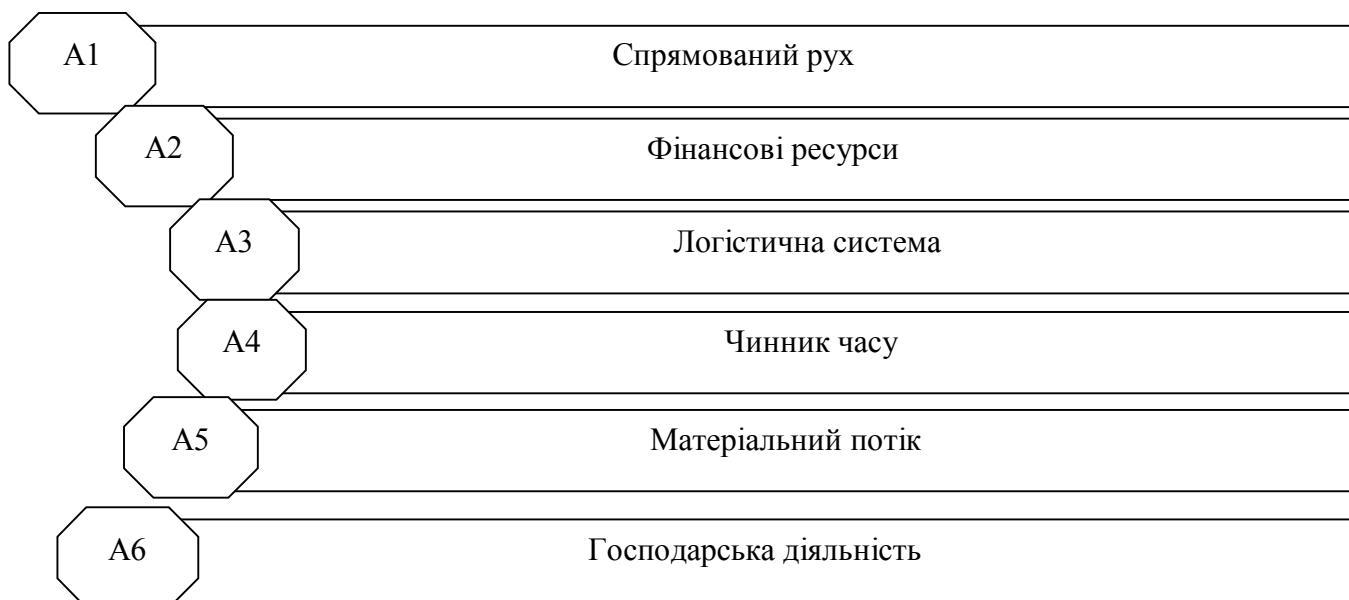 А1
Спрямований рух
А2
Фінансові ресурси
А3
Логістична система
А4
Чинник часу
А5
Матеріальний потік
А6
Господарська діяльність